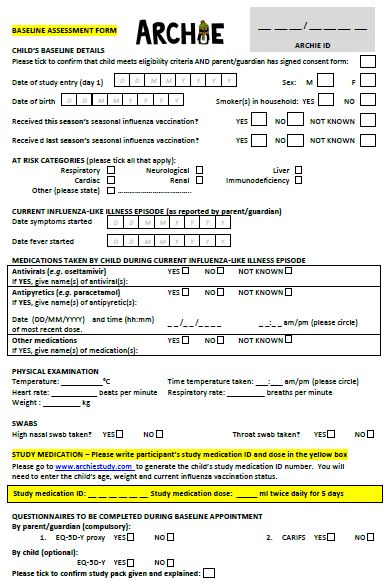 BASELINE ASSESSMENT FORM
ARCHIE
__ __ __ / __ __ __ __
ARCHIE ID
CHILD'S BASELINE DETAILS
Please tick to confirm that child meets eligibility criteria AND parent/guardian has signed consent form:
Date of study entry (day 1) D D M M Y Y Y Y Sex: M F
Date of birth D D M M Y Y Y Y Smoker(s) in household: YES NO
Received this season's seasonal influenza vaccination? YES NO NOT KNOWN
Received last season's seasonal influenza vaccination? YES NO NOT KNOWN
AT RISK CATEGORIES (please tick all that apply):
Respiratory Neurological Liver
Cardiac Renal Immunodeficiency
Other (please state) ......................................
CURRENT INFLUENZA-LIKE ILLNESS EPISODE (as reported by parent/guardian)
Date symptoms started D D M M Y Y Y Y
Date fever started D D M M Y Y Y Y
MEDICATIONS TAKEN BY CHILD DURING CURRENT INFLUENZA-LIKE ILLNESS EPISODE
Antivirals (e.g. oseltamivir) YES NO NOT KNOWN
If YES, give name(s) of antiviral(s):
Antipyretics (e.g. paracetamol) YES NO NOT KNOWN
If YES, give name(s) of antipyretic(s):
Date (DD/MM/YYYY) and time (hh:mm) _ _/_ _/_ _ _ _ _ _:_ _ am/pm (please circle)
of most recent dose.
Other medications YES NO NOT KNOWN
If YES, give name(s) of medication(s):
PHYSICAL EXAMINATION
Temperature: __________°C Time temperature taken: ___:___ am/pm (please circle)
Heart rate: _________ beats per minute Respiratory rate: _________ breaths per minute
Weight : _________ kg
SWABS
High nasal swab taken? YES NO Throat swab taken? YES NO
STUDY MEDICATION – Please write participant's study medication ID and dose in the yellow box
Please go to www.archiestudy.com to generate the child's study medication ID number. You will
need to enter the child's age, weight and current influenza vaccination status.
Study medication ID: __ __ __ __ __ Study medication dose: ______ ml twice daily for 5 days
QUESTIONNAIRES TO BE COMPLETED DURING BASELINE APPOINTMENT
By parent/guardian (compulsory):
1. EQ-5D-Y proxy YES NO 2. CARIFS YES NO
By child (optional):
EQ-5D-Y YES NO
Please tick to confirm study pack given and explained: